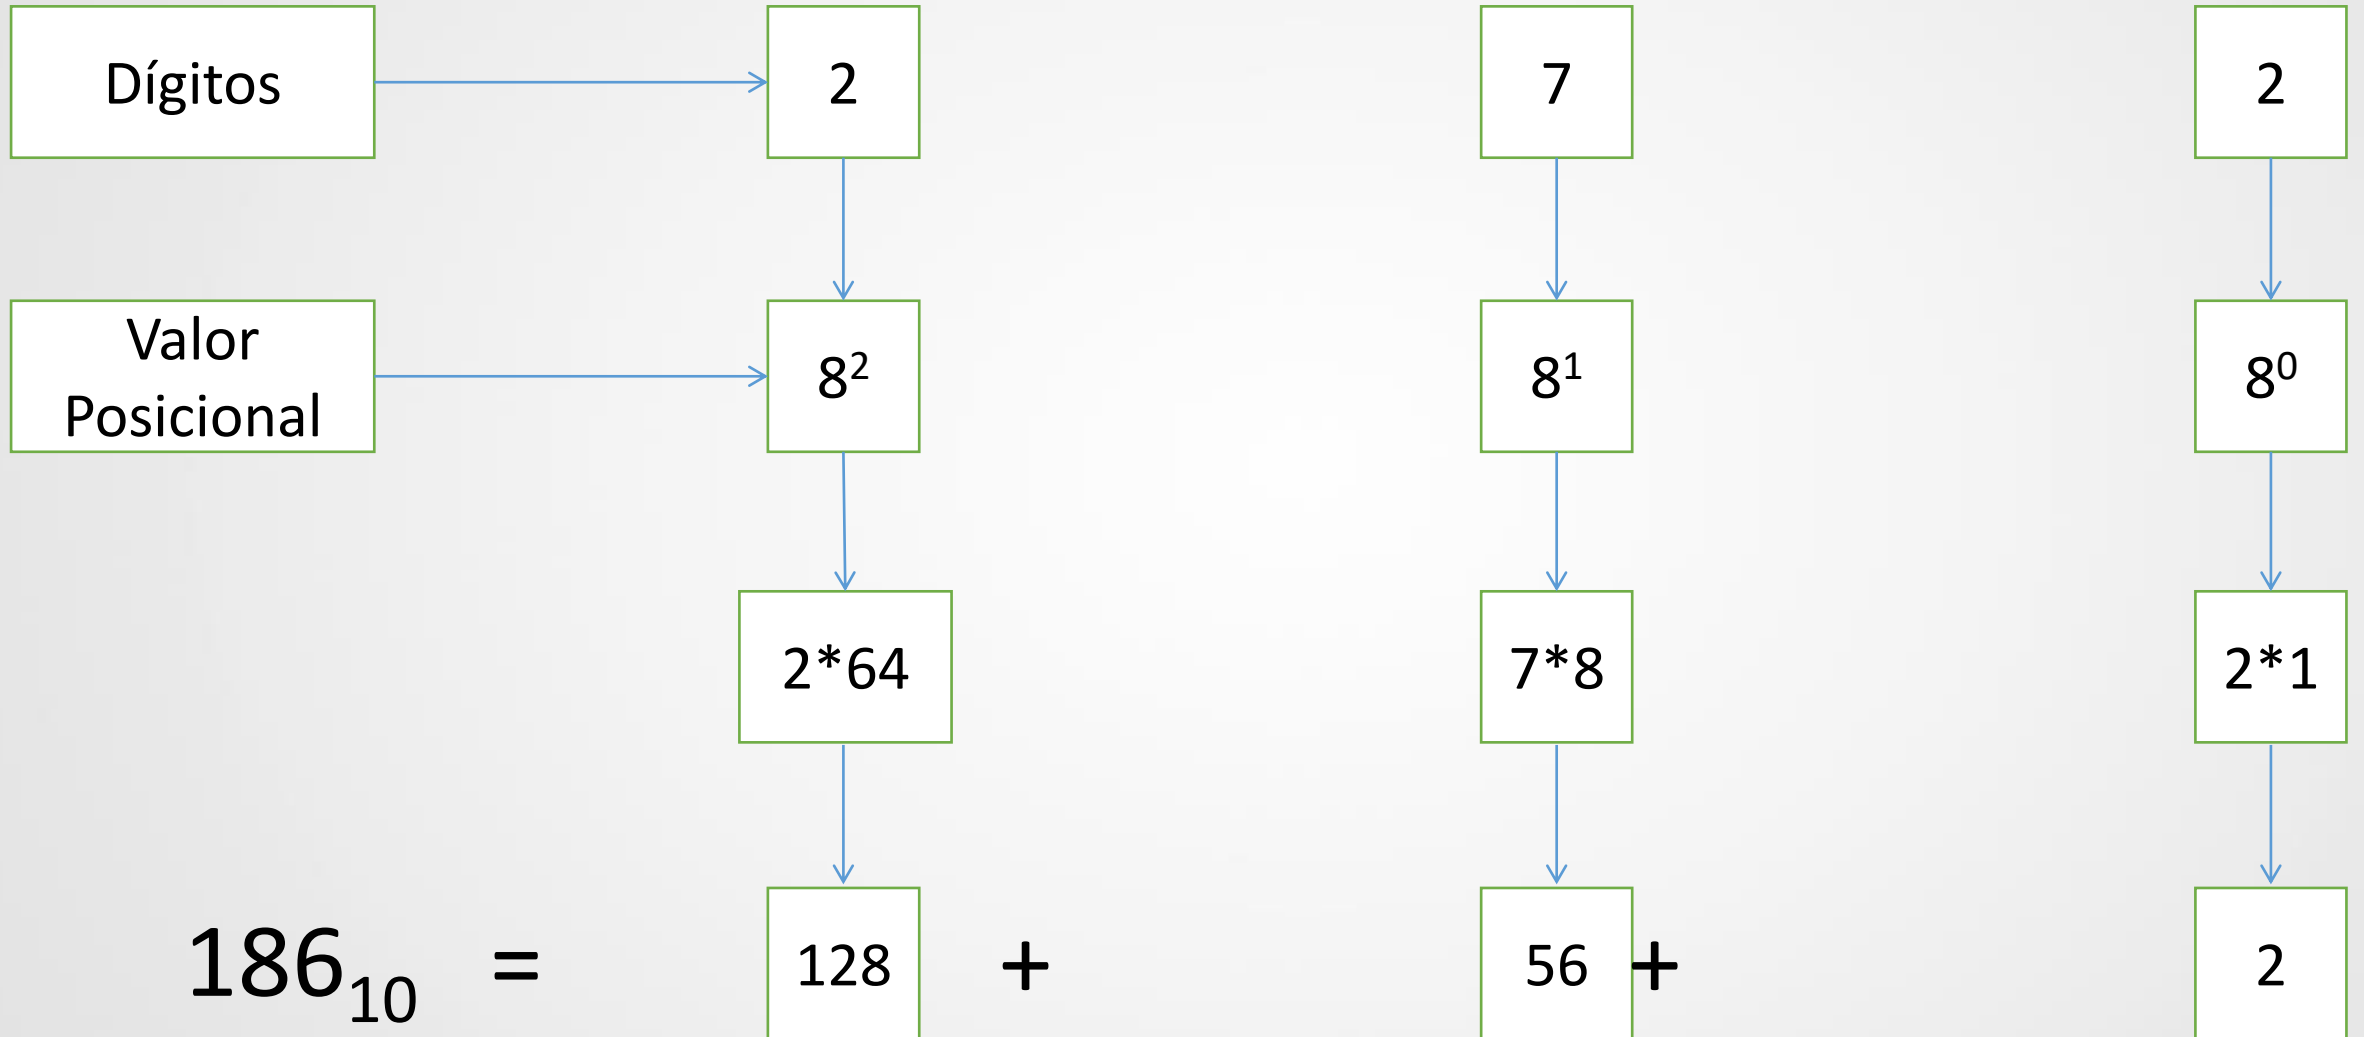 Dígitos 2 7 2
Valor
Posicional 8² 8¹ 8⁰
2*64 7*8 2*1
186₁₀ = 128 + 56 + 2